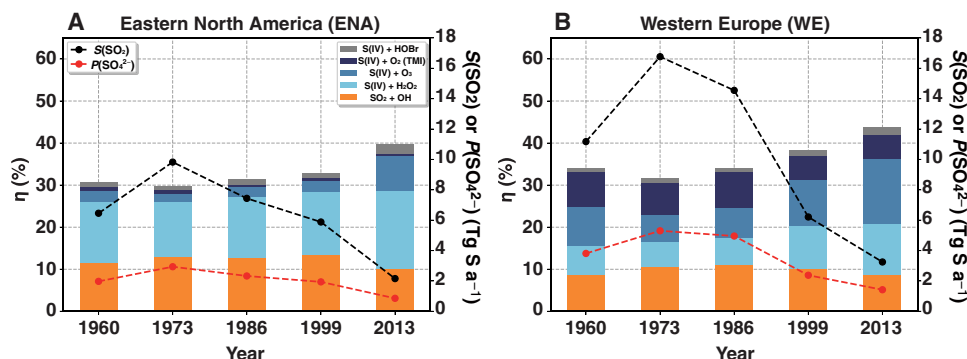 A Eastern North America (ENA)
S(SO₂)
P(SO₄²⁻)
S(IV) + HOBr
S(IV) + O₂ (TMI)
S(IV) + O₃
S(IV) + H₂O₂
SO₂ + OH
η (%)
60
50
40
30
20
10
0
18
16
14
12
10
8
6
4
2
0
S(SO₂) or P(SO₄²⁻) (Tg S a⁻¹)
1960 1973 1986 1999 2013
Year
B Western Europe (WE)
η (%)
60
50
40
30
20
10
0
18
16
14
12
10
8
6
4
2
0
S(SO₂) or P(SO₄²⁻) (Tg S a⁻¹)
1960 1973 1986 1999 2013
Year